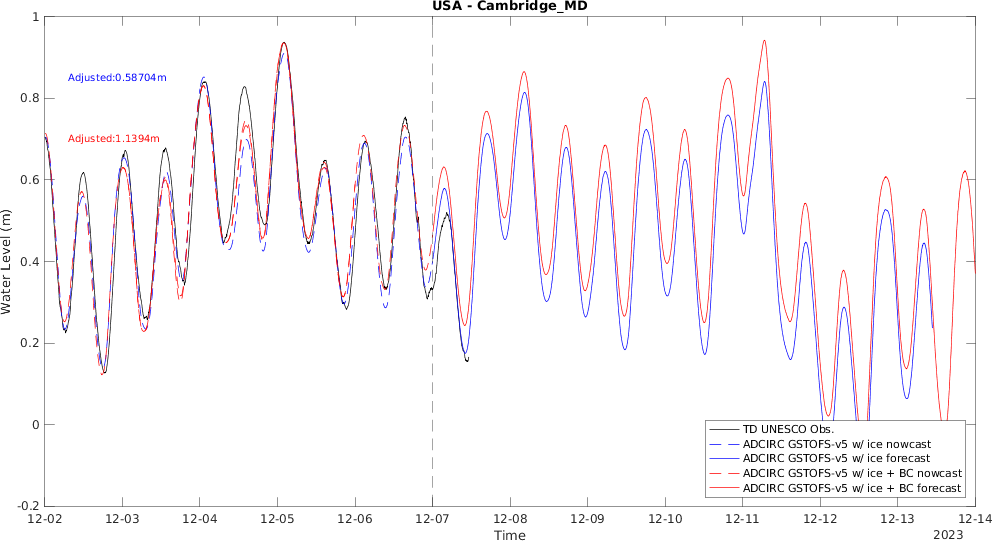 USA - Cambridge_MD
1
0.8
0.6
0.4
0.2
0
-0.2
Water Level (m)
Adjusted:0.58704m
Adjusted:1.1394m
TD UNESCO Obs.
ADCIRC GSTOFS-v5 w/ ice nowcast
ADCIRC GSTOFS-v5 w/ ice forecast
ADCIRC GSTOFS-v5 w/ ice + BC nowcast
ADCIRC GSTOFS-v5 w/ ice + BC forecast
12-02 12-03 12-04 12-05 12-06 12-07 12-08 12-09 12-10 12-11 12-12 12-13 12-14
Time
2023